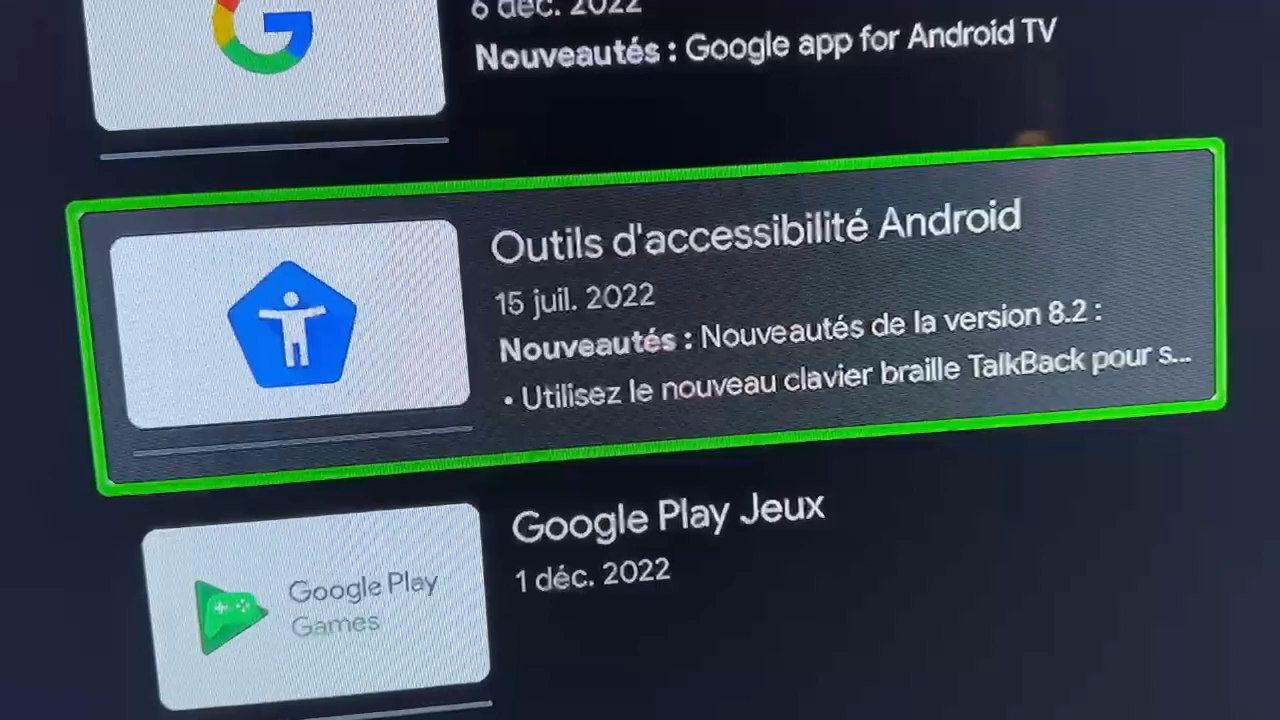 6 déc. 2022
Nouveautés : Google app for Android TV
Outils d'accessibilité Android
15 juil. 2022
Nouveautés : Nouveautés de la version 8.2 :
• Utilisez le nouveau clavier braille TalkBack pour s...
Google Play Jeux
1 déc. 2022
Google Play
Games